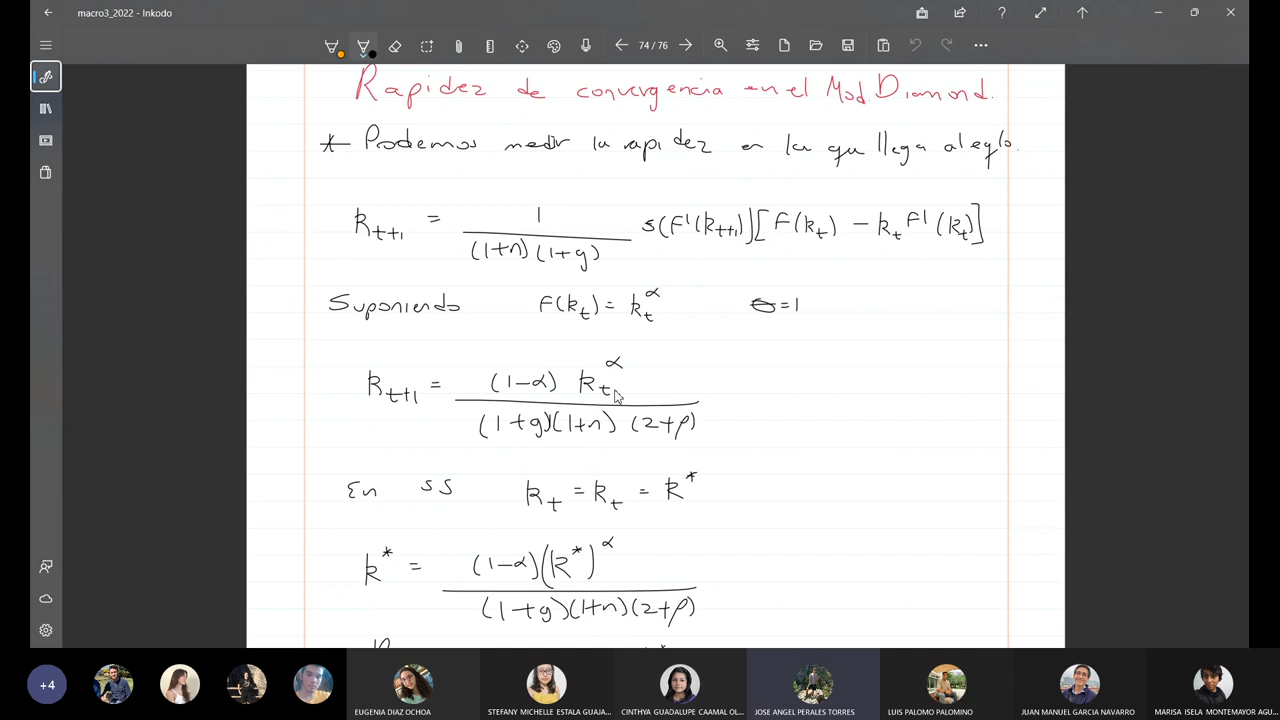 macro3_2022 - Inkodo
74 / 76
Rapidez de convergencia en el Mod. Diamond.
* Podemos medir la rapidez en la que llega al eqlo.
k_{t+1} = \frac{1}{(1+n)(1+g)} s(F'(k_{t+1})][F(k_t) - k_t F'(k_t)]
Suponiendo F(k_t) = k_t^α Θ=1
k_{t+1} = \frac{(1-α) k_t^α}{(1+g)(1+n)(2+ρ)}
En ss k_t = k_t = k^*
k^* = \frac{(1-α)(k^*)^α}{(1+g)(1+n)(2+ρ)}
+4
EUGENIA DIAZ OCHOA
STEFANY MICHELLE ESTALA GUAJA...
CINTHYA GUADALUPE CAAMAL OL...
JOSE ANGEL PERALES TORRES
LUIS PALOMO PALOMINO
JUAN MANUEL GARCIA NAVARRO
MARISA ISELA MONTEMAYOR AGU...